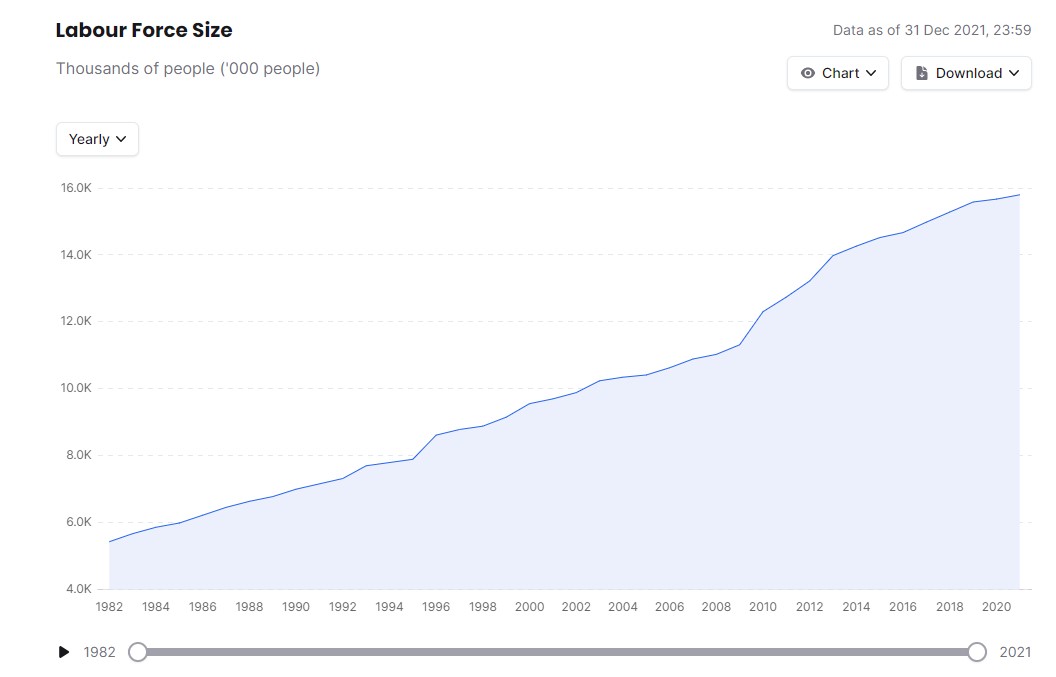 Labour Force Size
Data as of 31 Dec 2021, 23:59
Thousands of people ('000 people)
Chart
Download
Yearly
16.0K
14.0K
12.0K
10.0K
8.0K
6.0K
4.0K
1982 1984 1986 1988 1990 1992 1994 1996 1998 2000 2002 2004 2006 2008 2010 2012 2014 2016 2018 2020
1982
2021